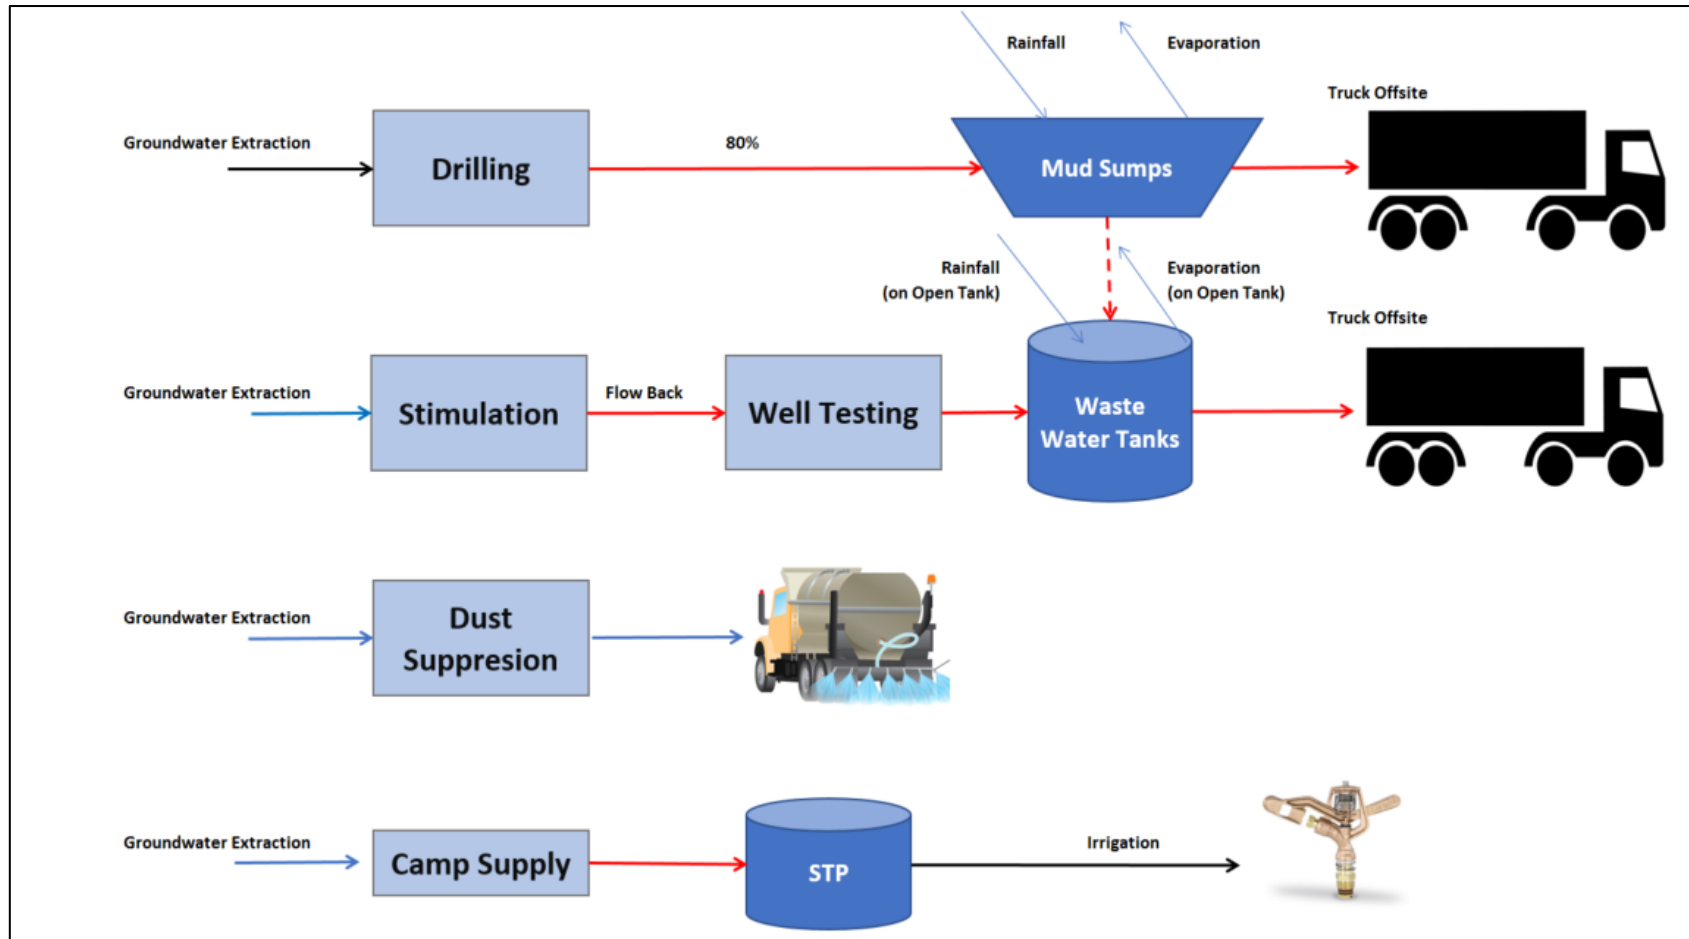 Rainfall
Evaporation
Truck Offsite
Groundwater Extraction
80%
Drilling
Mud Sumps
Rainfall
(on Open Tank)
Evaporation
(on Open Tank)
Truck Offsite
Groundwater Extraction
Flow Back
Stimulation
Well Testing
Waste
Water Tanks
Groundwater Extraction
Dust
Suppresion
Groundwater Extraction
Irrigation
Camp Supply
STP